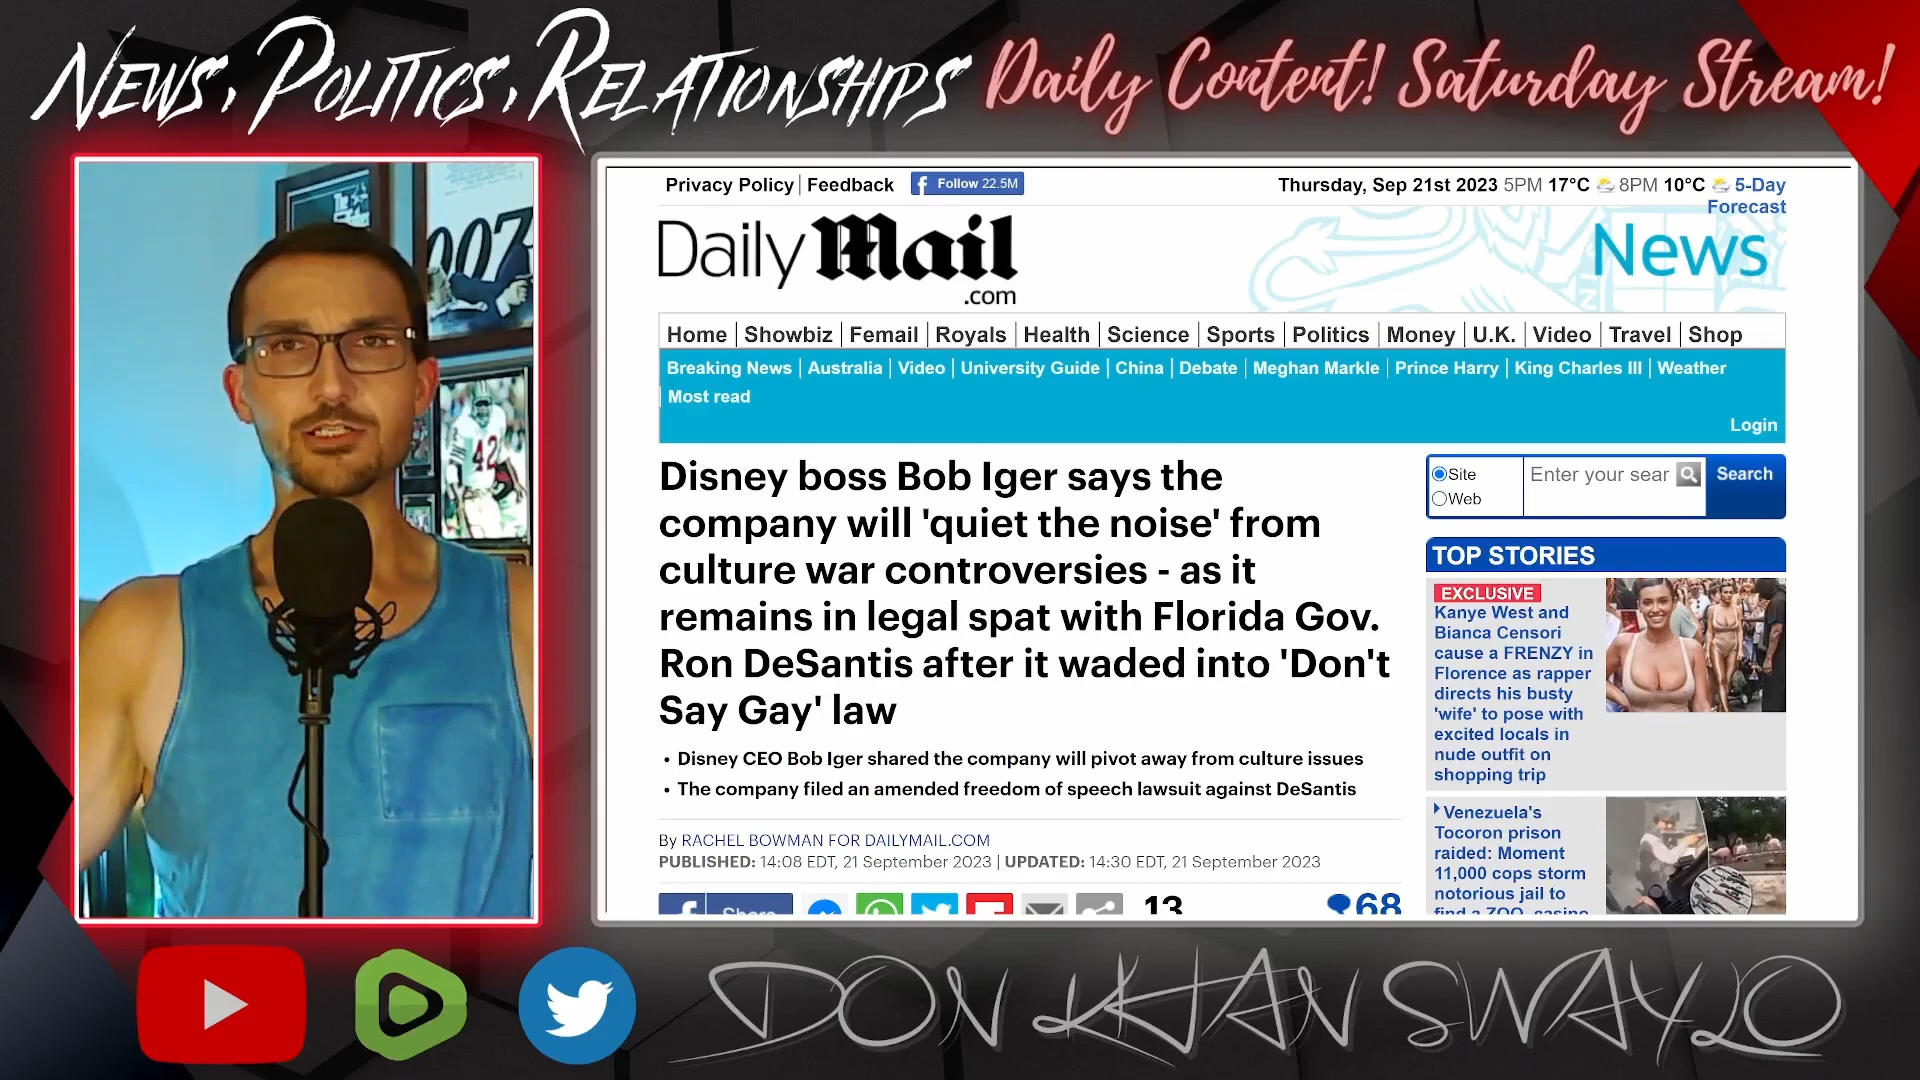 News, Politics, Relationships
Daily Content! Saturday Stream!
007
42
Privacy Policy Feedback
Follow 22.5M
Thursday, Sep 21st 2023 5PM 17°C 8PM 10°C 5-Day
Forecast
Daily Mail
.com
News
Home Showbiz Femail Royals Health Science Sports Politics Money U.K. Video Travel Shop
Breaking News Australia Video University Guide China Debate Meghan Markle Prince Harry King Charles III Weather
Most read
Login
Disney boss Bob Iger says the
company will 'quiet the noise' from
culture war controversies - as it
remains in legal spat with Florida Gov.
Ron DeSantis after it waded into 'Don't
Say Gay' law
• Disney CEO Bob Iger shared the company will pivot away from culture issues
• The company filed an amended freedom of speech lawsuit against DeSantis
By RACHEL BOWMAN FOR DAILYMAIL.COM
PUBLISHED: 14:08 EDT, 21 September 2023 | UPDATED: 14:30 EDT, 21 September 2023
Share
13
68
Site
Web
Enter your sear
Search
TOP STORIES
EXCLUSIVE
Kanye West and
Bianca Censori
cause a FRENZY in
Florence as rapper
directs his busty
'wife' to pose with
excited locals in
nude outfit on
shopping trip
Venezuela's
Tocoron prison
raided: Moment
11,000 cops storm
notorious jail to
find a ZOO, casino
DON KHAN SWAYLO